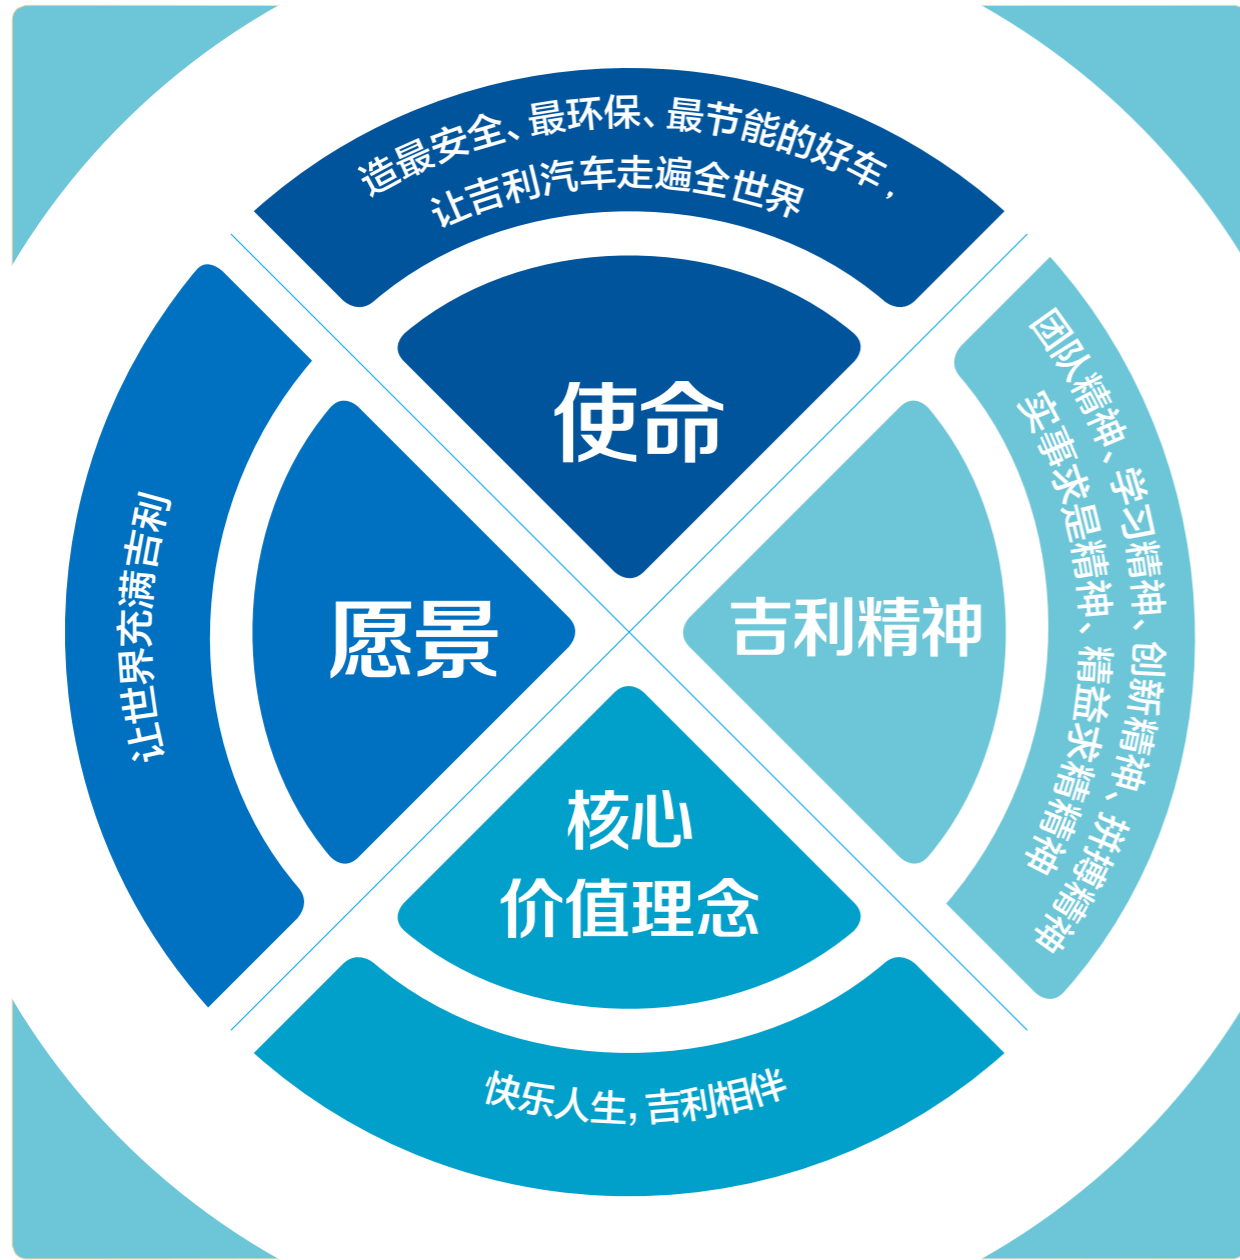 造最安全、最环保、最节能的好车，
让吉利汽车走遍全世界
使命
让世界充满吉利
愿景
吉利精神
团队精神、学习精神、创新精神、拼搏精神
实事求是精神、精益求精精神
核心
价值理念
快乐人生，吉利相伴